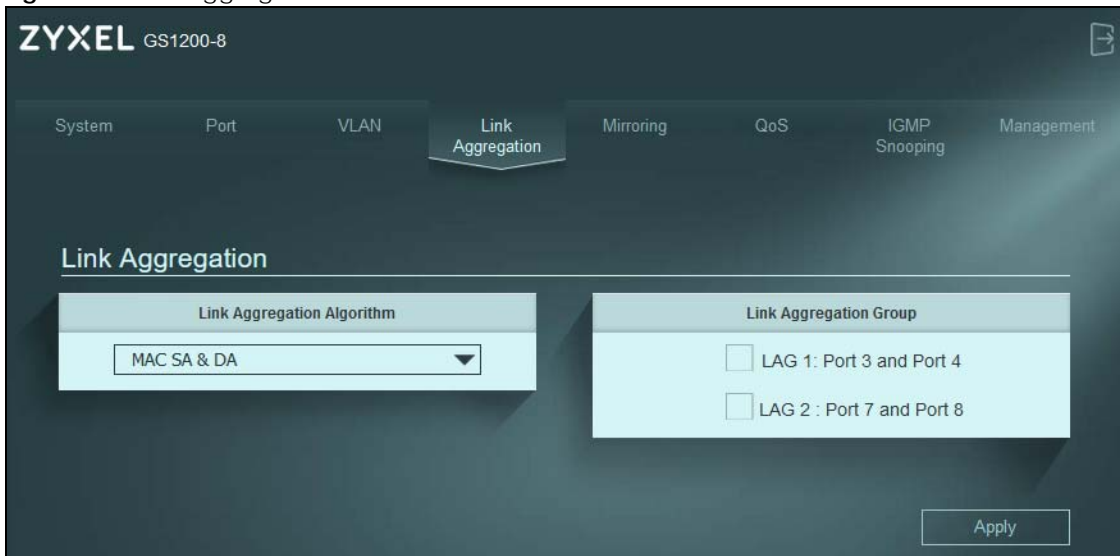 ZYXEL GS1200-8
System
Port
VLAN
Link
Aggregation
Mirroring
QoS
IGMP
Snooping
Management
Link Aggregation
Link Aggregation Algorithm
MAC SA & DA
Link Aggregation Group
LAG 1: Port 3 and Port 4
LAG 2 : Port 7 and Port 8
Apply